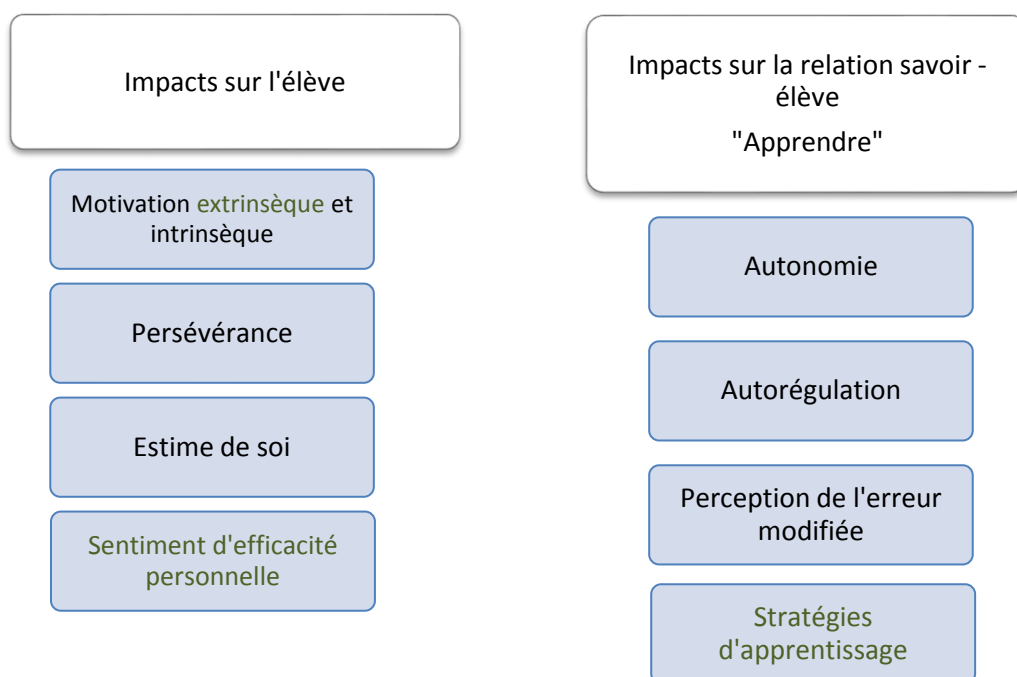 Impacts sur l'élève
Motivation extrinsèque et
intrinsèque
Persévérance
Estime de soi
Sentiment d'efficacité
personnelle
Impacts sur la relation savoir -
élève
"Apprendre"
Autonomie
Autorégulation
Perception de l'erreur
modifiée
Stratégies
d'apprentissage